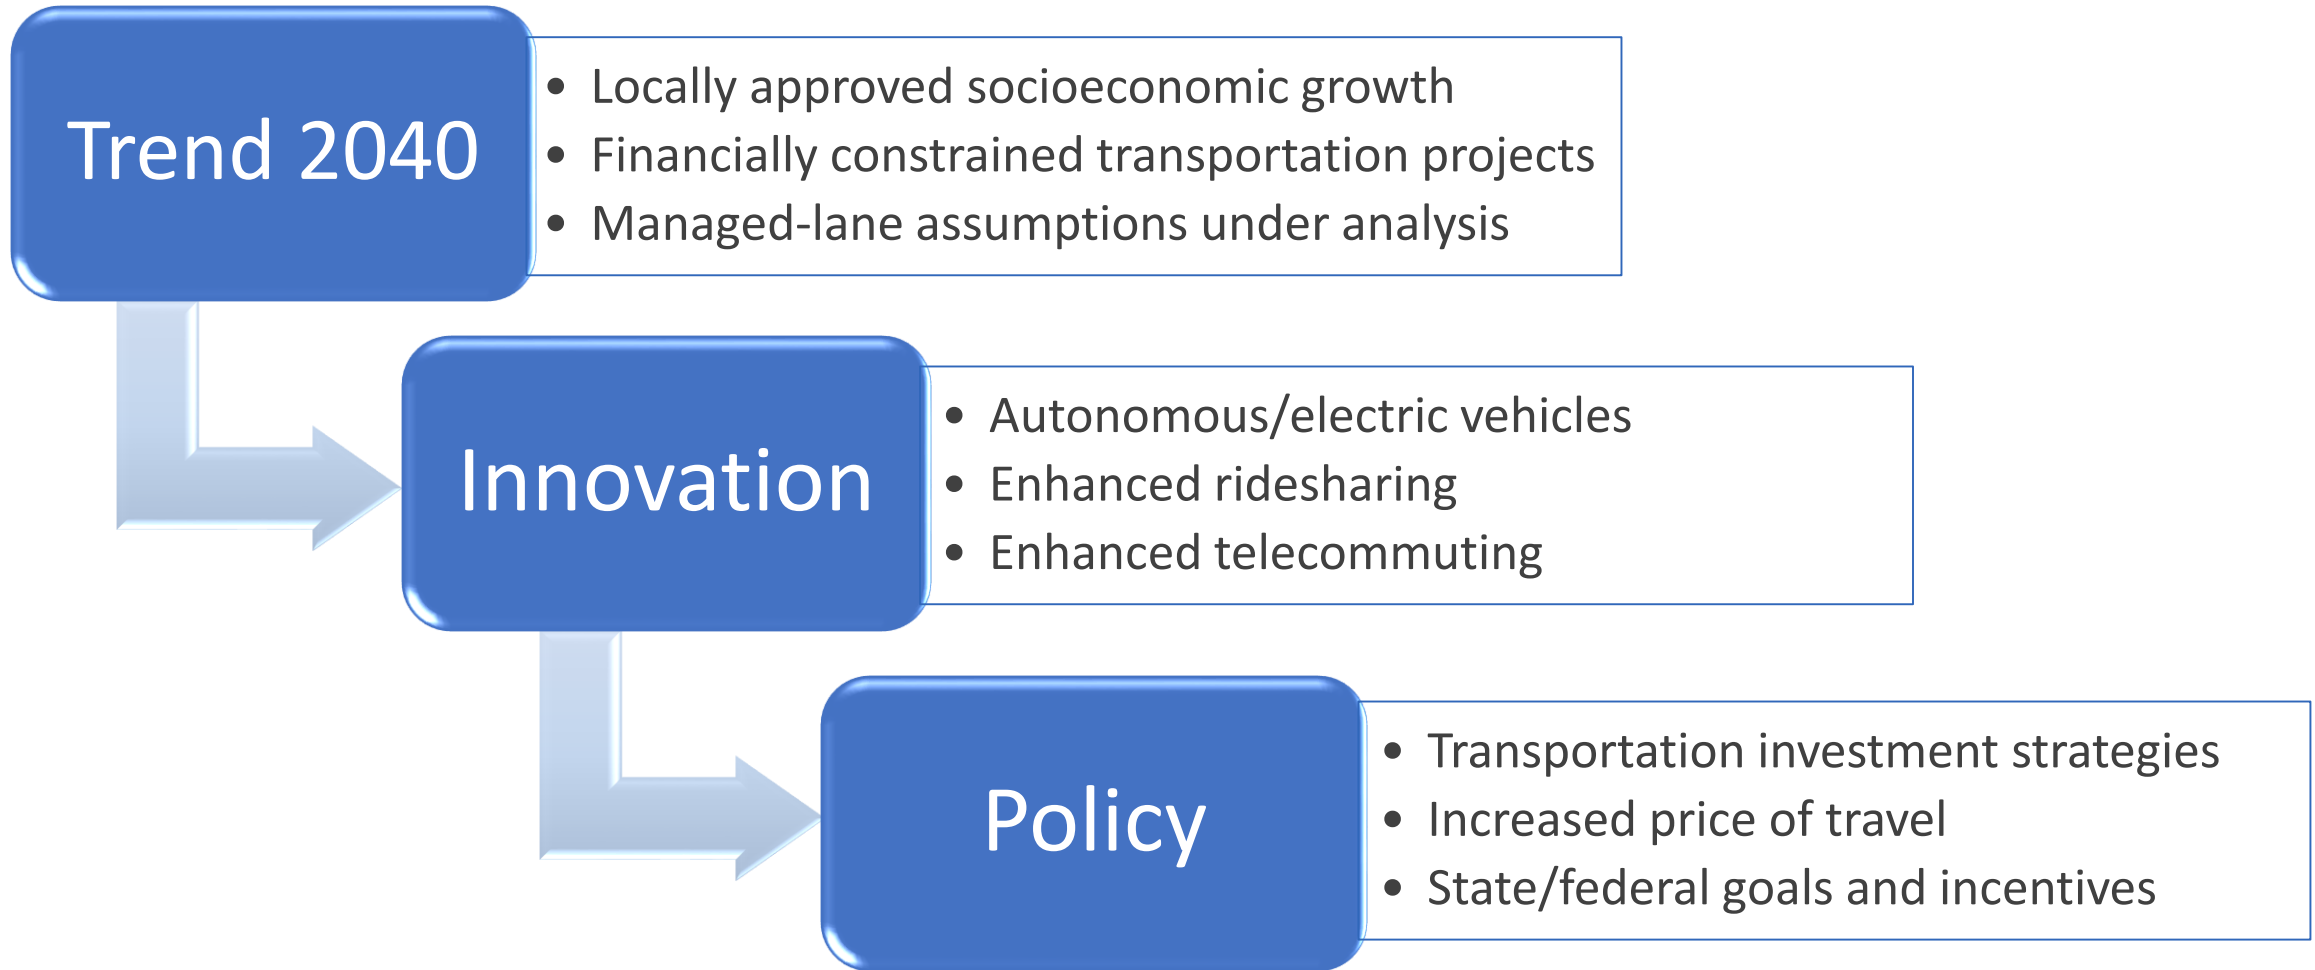 Trend 2040
• Locally approved socioeconomic growth
• Financially constrained transportation projects
• Managed-lane assumptions under analysis
Innovation
• Autonomous/electric vehicles
• Enhanced ridesharing
• Enhanced telecommuting
Policy
• Transportation investment strategies
• Increased price of travel
• State/federal goals and incentives